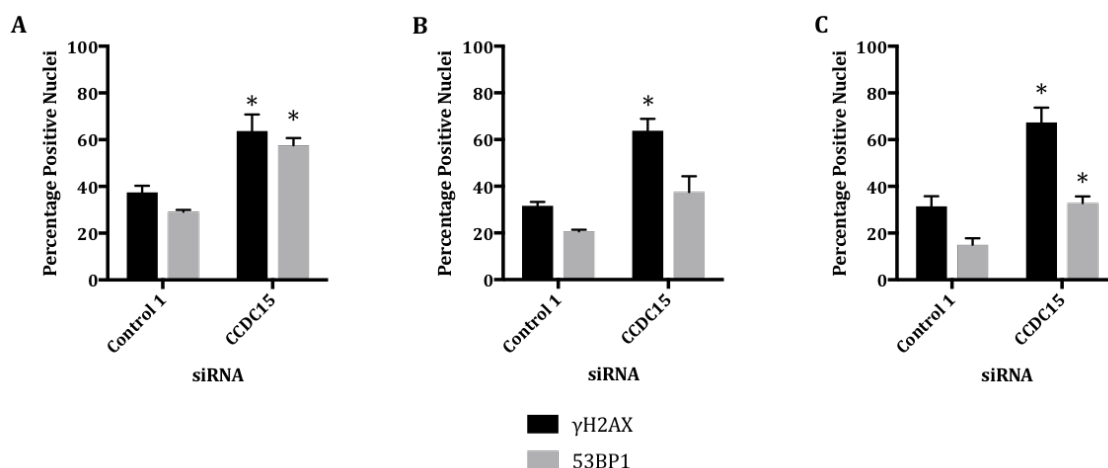 A
Percentage Positive Nuclei
100
80
60
40
20
0
*
*
Control 1
CCDC15
siRNA
B
Percentage Positive Nuclei
100
80
60
40
20
0
*
Control 1
CCDC15
siRNA
C
Percentage Positive Nuclei
100
80
60
40
20
0
*
*
Control 1
CCDC15
siRNA
γH2AX
53BP1